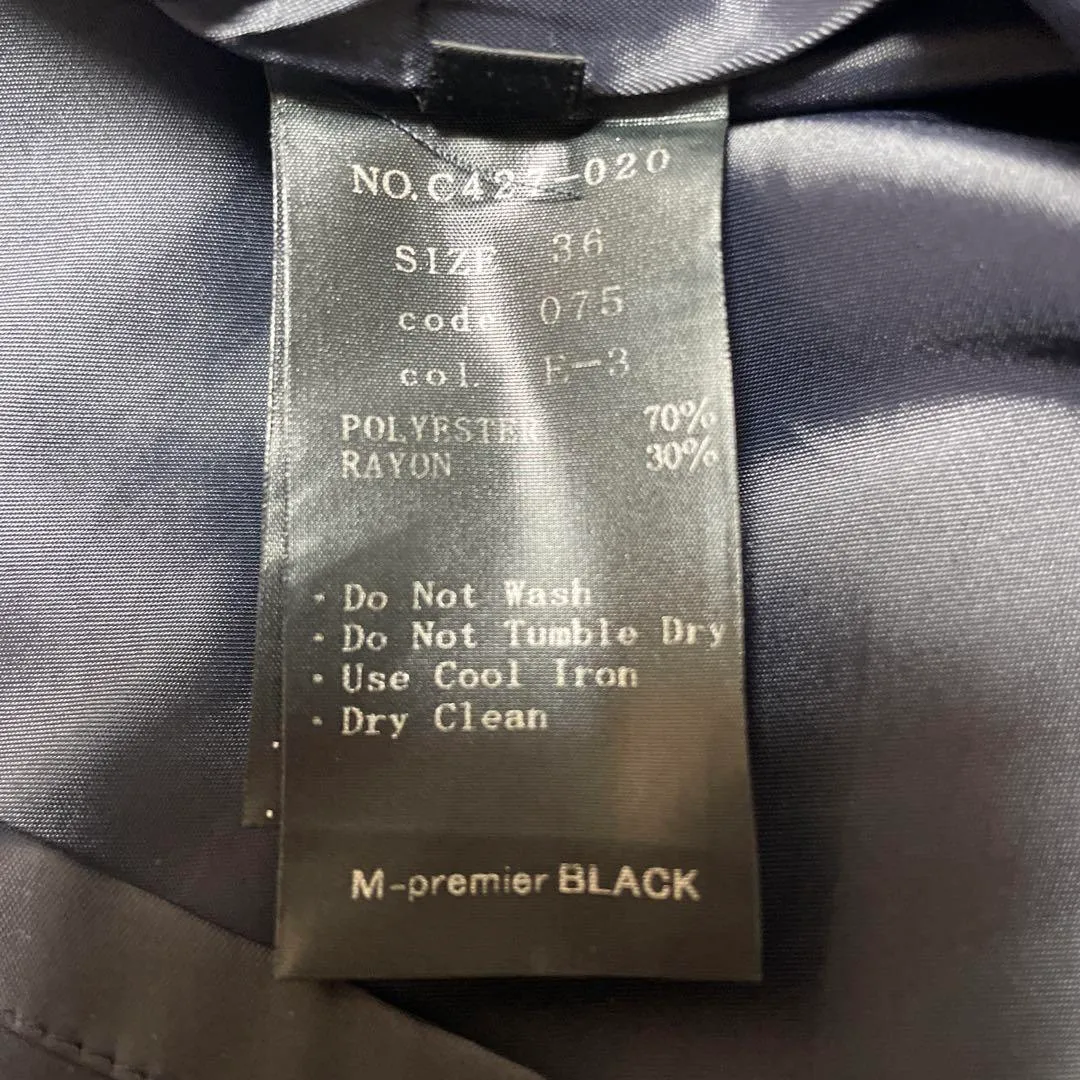 NO.C427-020
SIZE 36
code 075
col. E-3
POLYESTER 70%
RAYON 30%
・Do Not Wash
・Do Not Tumble Dry
・Use Cool Iron
・Dry Clean
M-premier BLACK